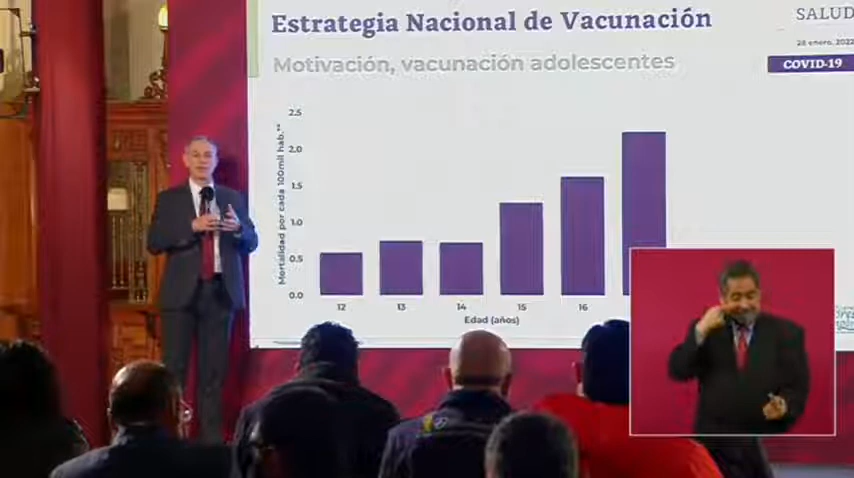 Estrategia Nacional de Vacunación
SALUD
28 enero, 2022
Motivación, vacunación adolescentes
COVID-19
Mortalidad por cada 100mil hab.**
2.5
2.0
1.5
1.0
0.5
0.0
12 13 14 15 16
Edad (años)